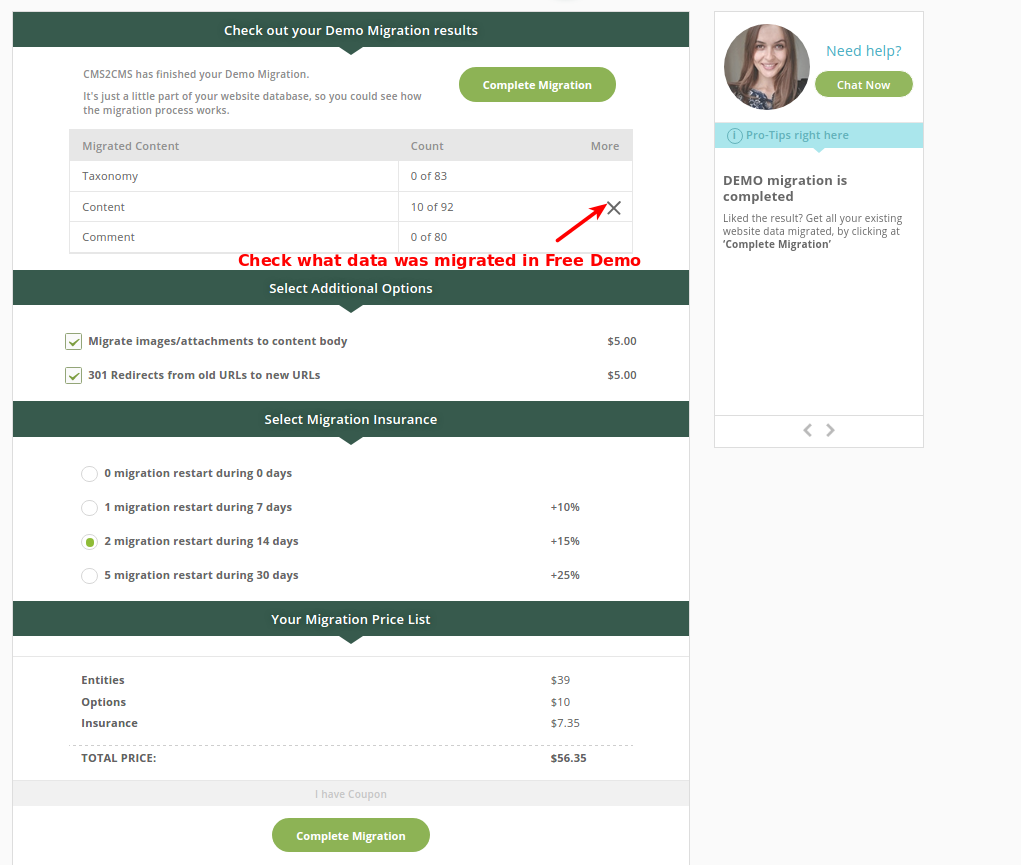 Check out your Demo Migration results
CMS2CMS has finished your Demo Migration.
It's just a little part of your website database, so you could see how
the migration process works.
Complete Migration
Migrated Content Count More
Taxonomy 0 of 83
Content 10 of 92
Comment 0 of 80
Check what data was migrated in Free Demo
Select Additional Options
Migrate images/attachments to content body $5.00
301 Redirects from old URLs to new URLs $5.00
Select Migration Insurance
0 migration restart during 0 days
1 migration restart during 7 days +10%
2 migration restart during 14 days +15%
5 migration restart during 30 days +25%
Your Migration Price List
Entities $39
Options $10
Insurance $7.35
TOTAL PRICE: $56.35
I have Coupon
Complete Migration
Need help?
Chat Now
i Pro-Tips right here
DEMO migration is
completed
Liked the result? Get all your existing
website data migrated, by clicking at
‘Complete Migration’